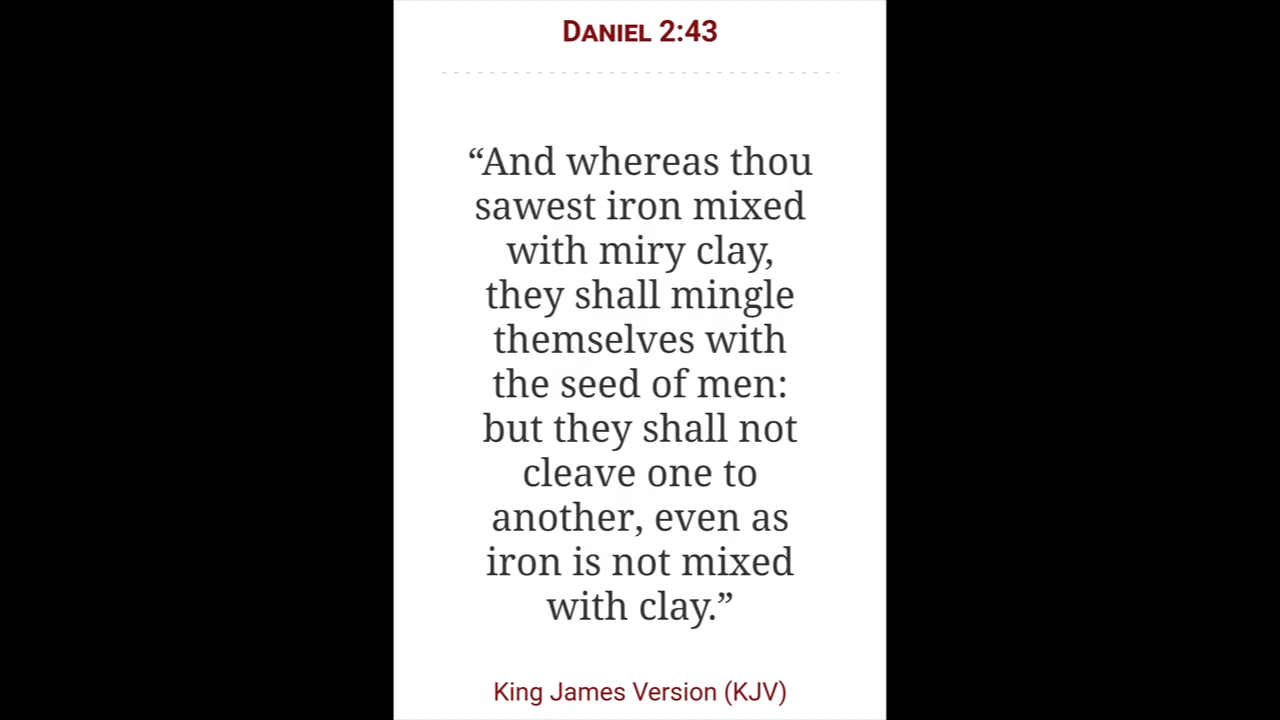 DANIEL 2:43
“And whereas thou
sawest iron mixed
with miry clay,
they shall mingle
themselves with
the seed of men:
but they shall not
cleave one to
another, even as
iron is not mixed
with clay.”
King James Version (KJV)